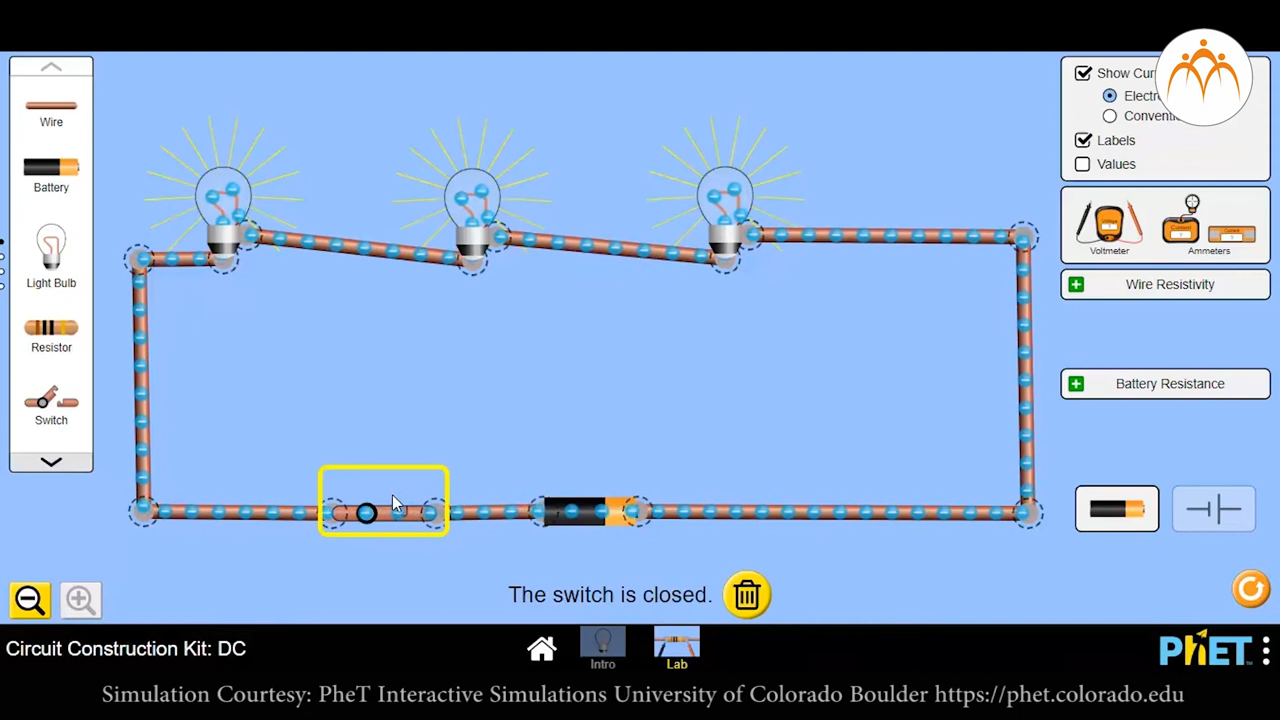 Wire
Battery
Light Bulb
Resistor
Switch
Show Cur
Electr
Conventi
Labels
Values
Voltmeter
Ammeters
Wire Resistivity
Battery Resistance
The switch is closed.
Circuit Construction Kit: DC
Intro
Lab
PhET
Simulation Courtesy: PheT Interactive Simulations University of Colorado Boulder https://phet.colorado.edu